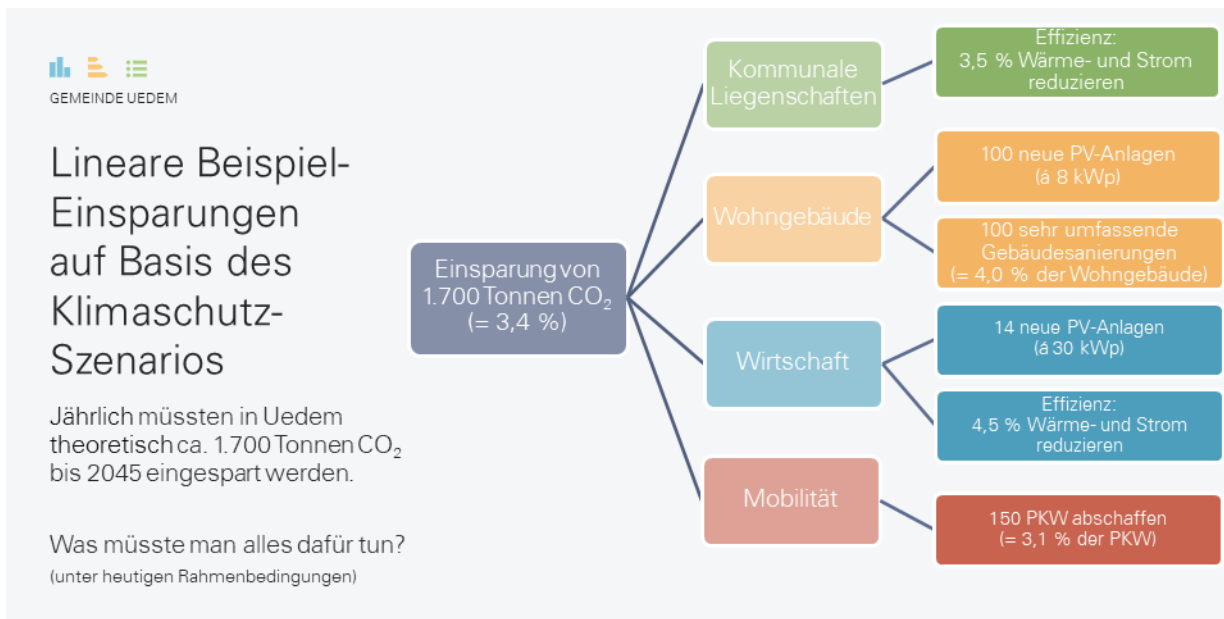 GEMEINDE UEDEM
Lineare Beispiel-
Einsparungen
auf Basis des
Klimaschutz-
Szenarios
Jährlich müssten in Uedem
theoretisch ca. 1.700 Tonnen CO₂
bis 2045 eingespart werden.
Was müsste man alles dafür tun?
(unter heutigen Rahmenbedingungen)
Einsparung von
1.700 Tonnen CO₂
(= 3,4 %)
Kommunale
Liegenschaften
Effizienz:
3,5 % Wärme- und Strom
reduzieren
Wohngebäude
100 neue PV-Anlagen
(á 8 kWp)
100 sehr umfassende
Gebäudesanierungen
(= 4,0 % der Wohngebäude)
Wirtschaft
14 neue PV-Anlagen
(á 30 kWp)
Effizienz:
4,5 % Wärme- und Strom
reduzieren
Mobilität
150 PKW abschaffen
(= 3,1 % der PKW)